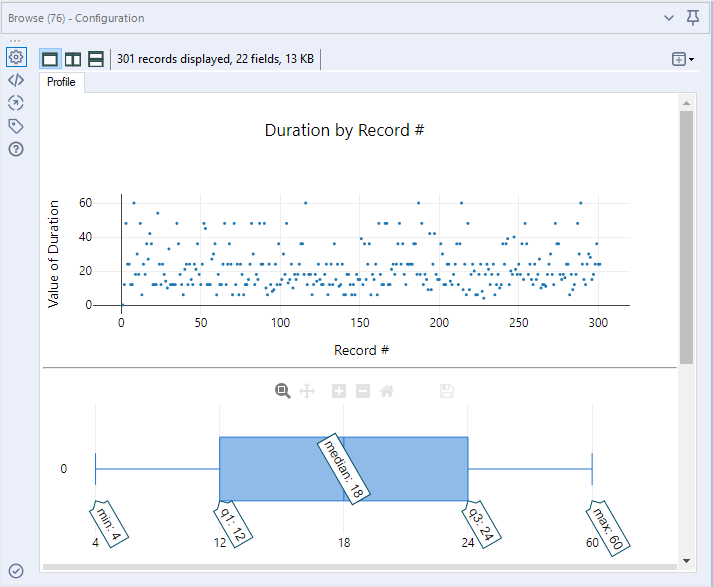 Browse (76) - Configuration
301 records displayed, 22 fields, 13 KB
Profile
Duration by Record #
Value of Duration
60
40
20
0
0 50 100 150 200 250 300
Record #
0
median: 18
min: 4
q1: 12
q3: 24
max: 60
4 12 18 24 60